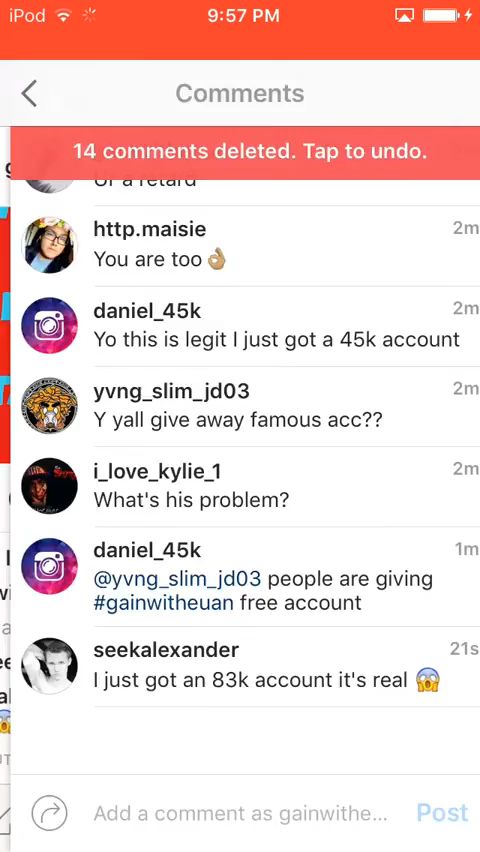 iPod 9:57 PM
Comments
14 comments deleted. Tap to undo.
Ur a retard
http.maisie 2m
You are too👌🏽
daniel_45k 2m
Yo this is legit I just got a 45k account
yvng_slim_jd03 2m
Y yall give away famous acc??
i_love_kylie_1 2m
What's his problem?
daniel_45k 1m
@yvng_slim_jd03 people are giving
#gainwitheuan free account
seekalexander 21s
I just got an 83k account it's real 😱
Add a comment as gainwithe... Post